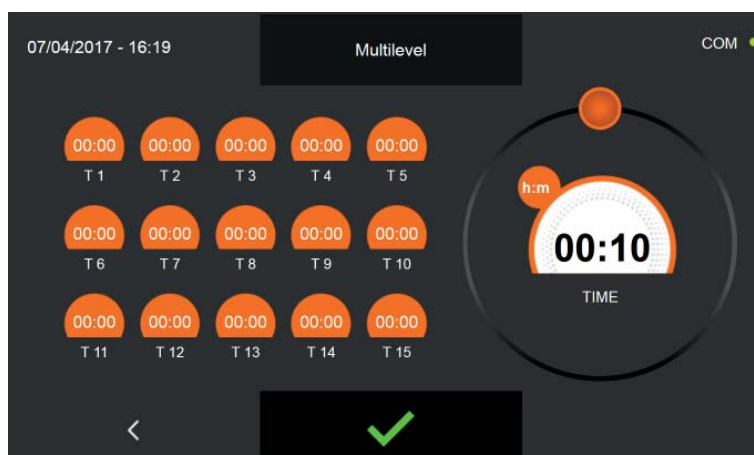 07/04/2017 - 16:19 Multilevel COM
00:00 00:00 00:00 00:00 00:00
T 1 T 2 T 3 T 4 T 5
h:m
00:00 00:00 00:00 00:00 00:00
00:10
T 6 T 7 T 8 T 9 T 10
TIME
00:00 00:00 00:00 00:00 00:00
T 11 T 12 T 13 T 14 T 15